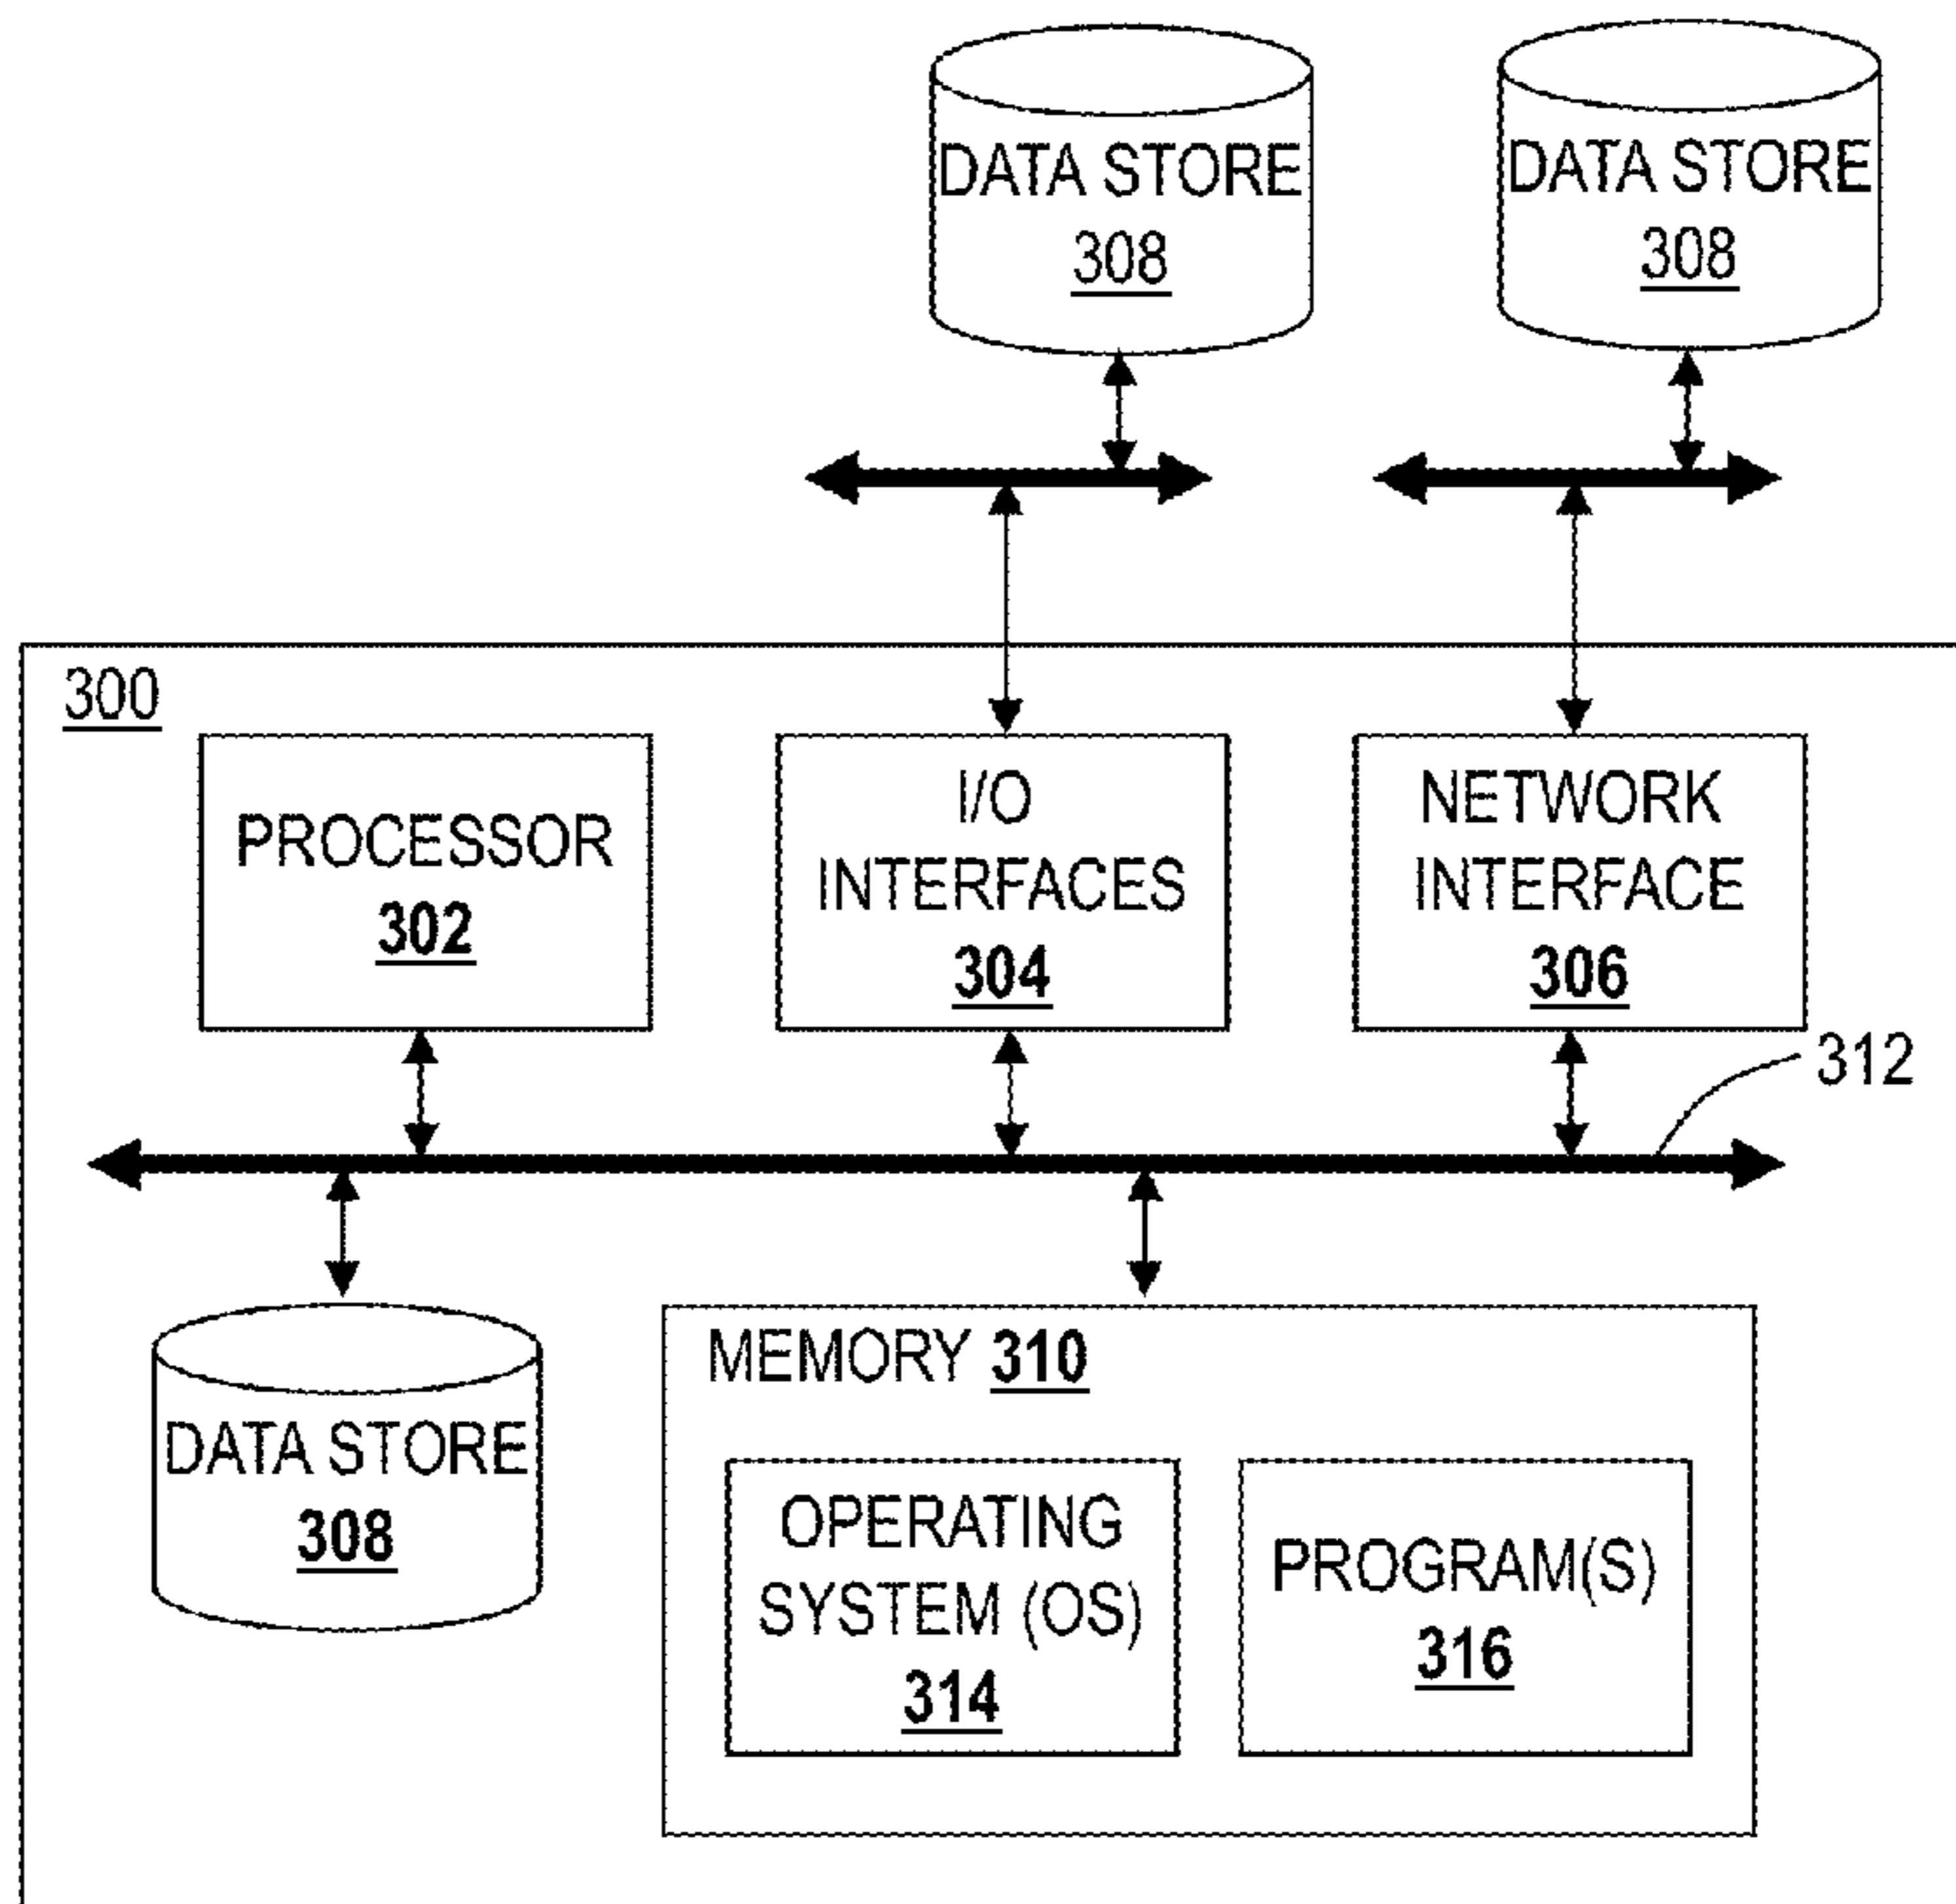 DATA STORE
308
DATA STORE
308
300
PROCESSOR
302
I/O
INTERFACES
304
NETWORK
INTERFACE
306
312
DATA STORE
308
MEMORY 310
OPERATING
SYSTEM (OS)
314
PROGRAM(S)
316